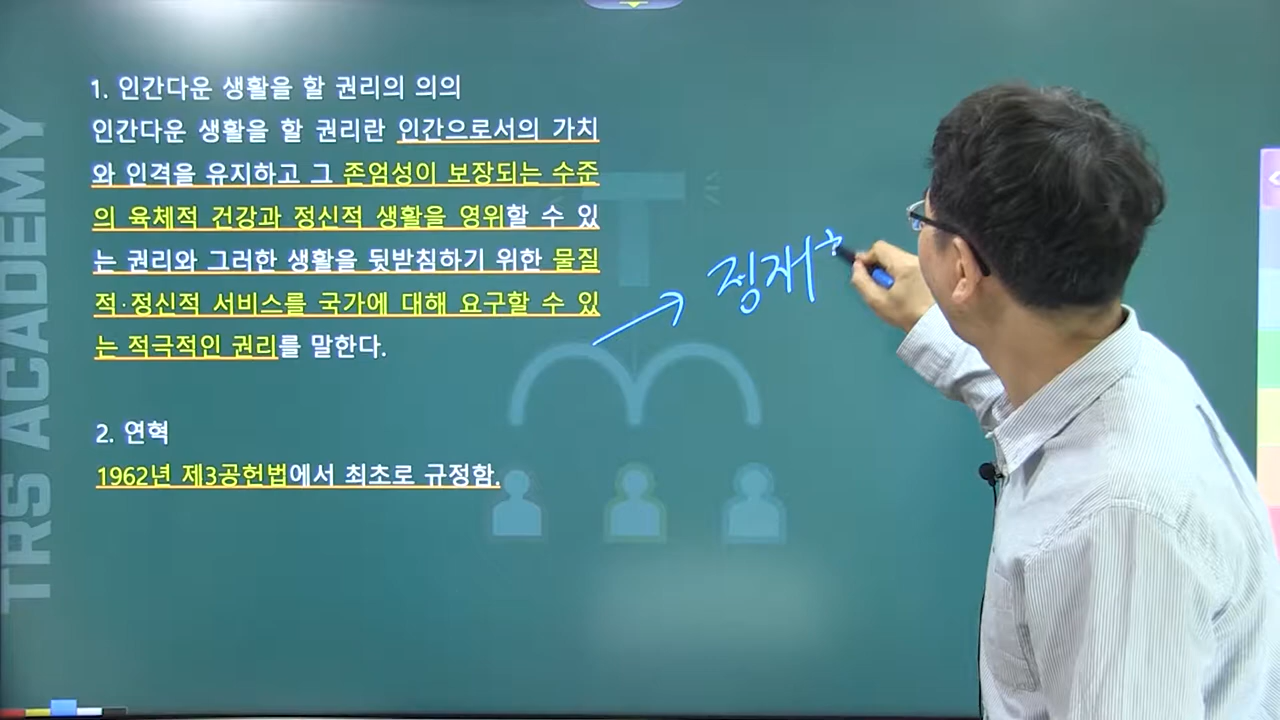 TRS ACADEMY
1. 인간다운 생활을 할 권리의 의의
인간다운 생활을 할 권리란 인간으로서의 가치
와 인격을 유지하고 그 존엄성이 보장되는 수준
의 육체적 건강과 정신적 생활을 영위할 수 있
는 권리와 그러한 생활을 뒷받침하기 위한 물질
적·정신적 서비스를 국가에 대해 요구할 수 있
는 적극적인 권리를 말한다.
2. 연혁
1962년 제3공헌법에서 최초로 규정함.